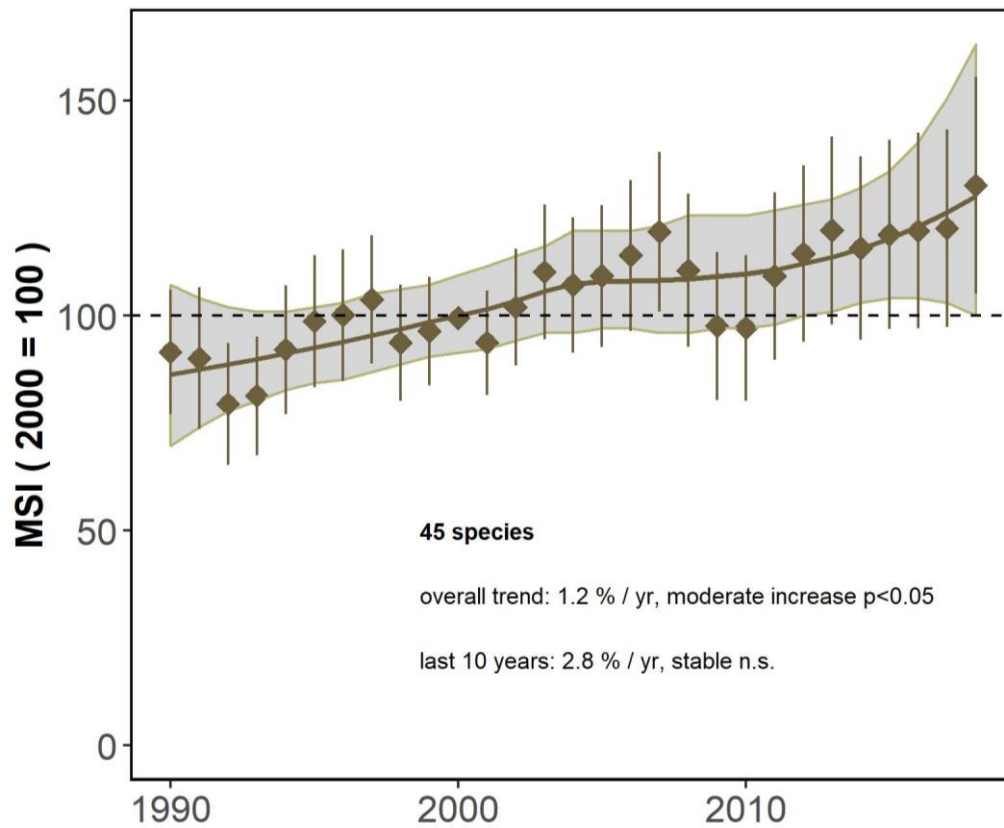 MSI ( 2000 = 100 )
150
100
50
0
45 species
overall trend: 1.2 % / yr, moderate increase p<0.05
last 10 years: 2.8 % / yr, stable n.s.
1990
2000
2010